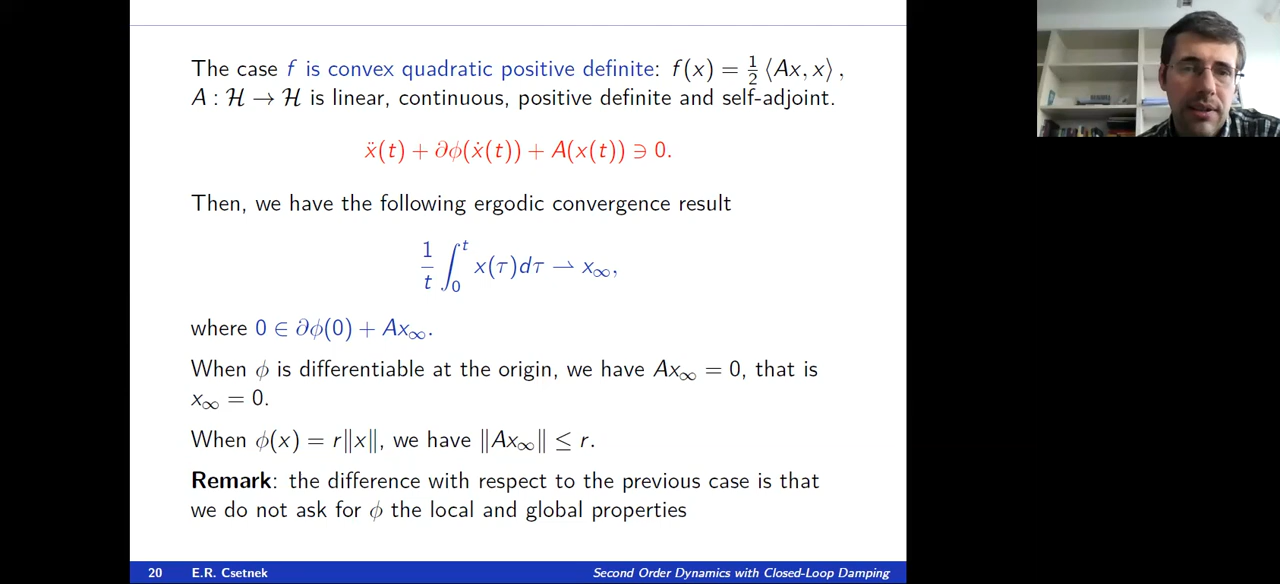 The case f is convex quadratic positive definite: f(x) = 1/2 ⟨Ax, x⟩ ,
A : ℋ → ℋ is linear, continuous, positive definite and self-adjoint.
ẍ(t) + ∂ϕ(ẋ(t)) + A(x(t)) ∋ 0.
Then, we have the following ergodic convergence result
1/t ∫₀ᵗ x(τ)dτ ⇀ x∞,
where 0 ∈ ∂ϕ(0) + Ax∞.
When ϕ is differentiable at the origin, we have Ax∞ = 0, that is
x∞ = 0.
When ϕ(x) = r‖x‖, we have ‖Ax∞‖ ≤ r.
Remark: the difference with respect to the previous case is that
we do not ask for ϕ the local and global properties
20 E.R. Csetnek Second Order Dynamics with Closed-Loop Damping